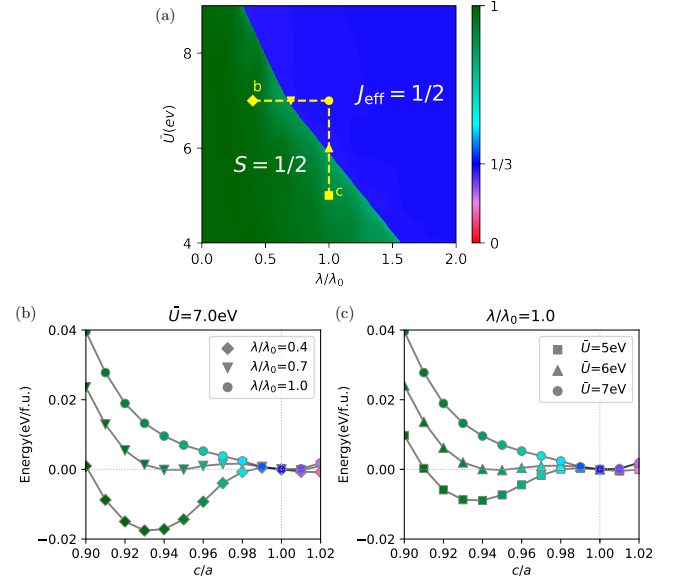 (a)
8
6
4
Ū(ev)
0.0 0.5 1.0 1.5 2.0
λ/λ₀
b
c
S = 1/2
J_eff = 1/2
1
1/3
0
(b)
Ū=7.0eV
0.04
0.02
0.00
−0.02
Energy(eV/f.u.)
λ/λ₀=0.4
λ/λ₀=0.7
λ/λ₀=1.0
0.90 0.92 0.94 0.96 0.98 1.00 1.02
c/a
(c)
λ/λ₀=1.0
0.04
0.02
0.00
−0.02
Energy(eV/f.u.)
Ū=5eV
Ū=6eV
Ū=7eV
0.90 0.92 0.94 0.96 0.98 1.00 1.02
c/a